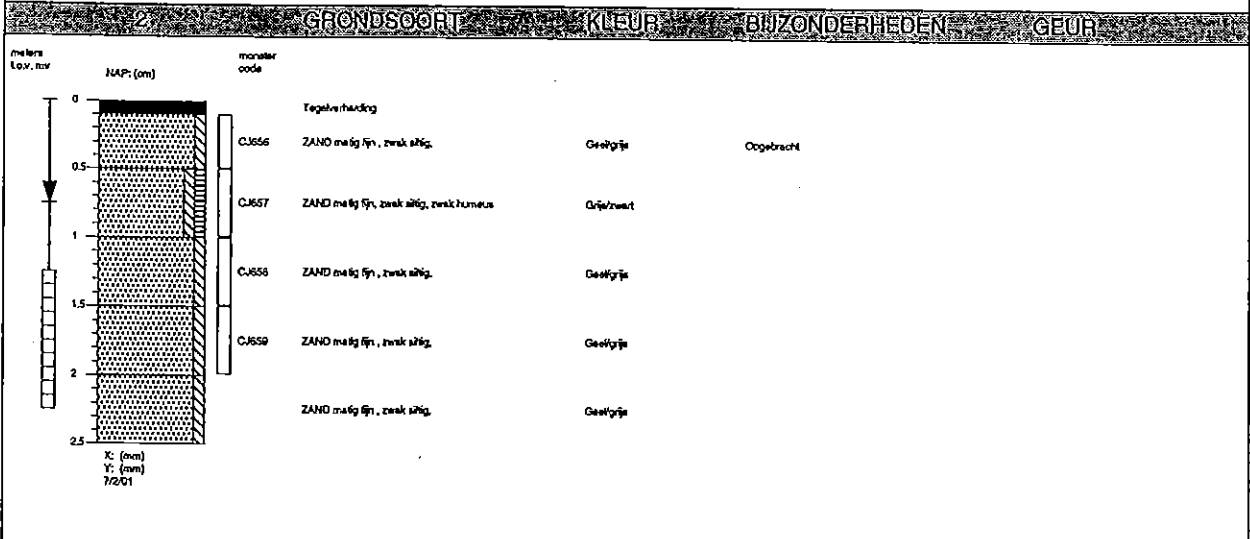 2 GRONDSOORT KLEUR BIJZONDERHEDEN GEUR
meters
t.o.v. mv
NAP: (cm)
monster
code
0
Tegelverharding
CJ656 ZAND matig fijn, zwak siltig, Geel/grijs Opgebracht
0.5
CJ657 ZAND matig fijn, zwak siltig, zwak humeus Grijs/zwart
1
CJ658 ZAND matig fijn, zwak siltig, Geel/grijs
1.5
CJ659 ZAND matig fijn, zwak siltig, Geel/grijs
2
ZAND matig fijn, zwak siltig, Geel/grijs
2.5
X: (mm)
Y: (mm)
7/2/01